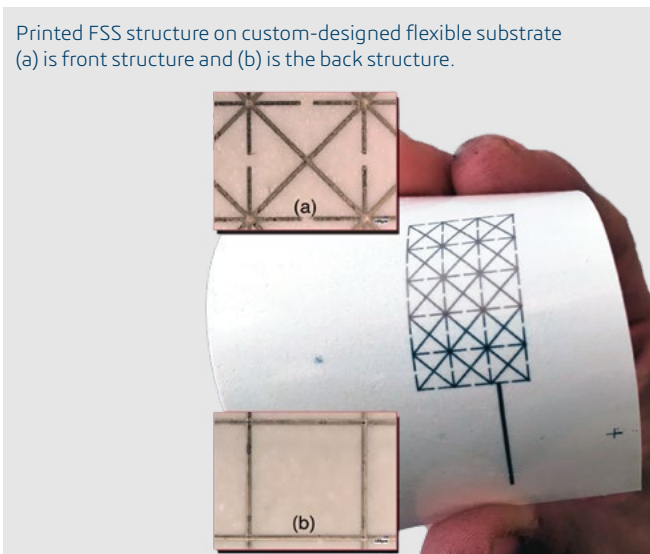 Printed FSS structure on custom-designed flexible substrate
(a) is front structure and (b) is the back structure.
(a)
(b)